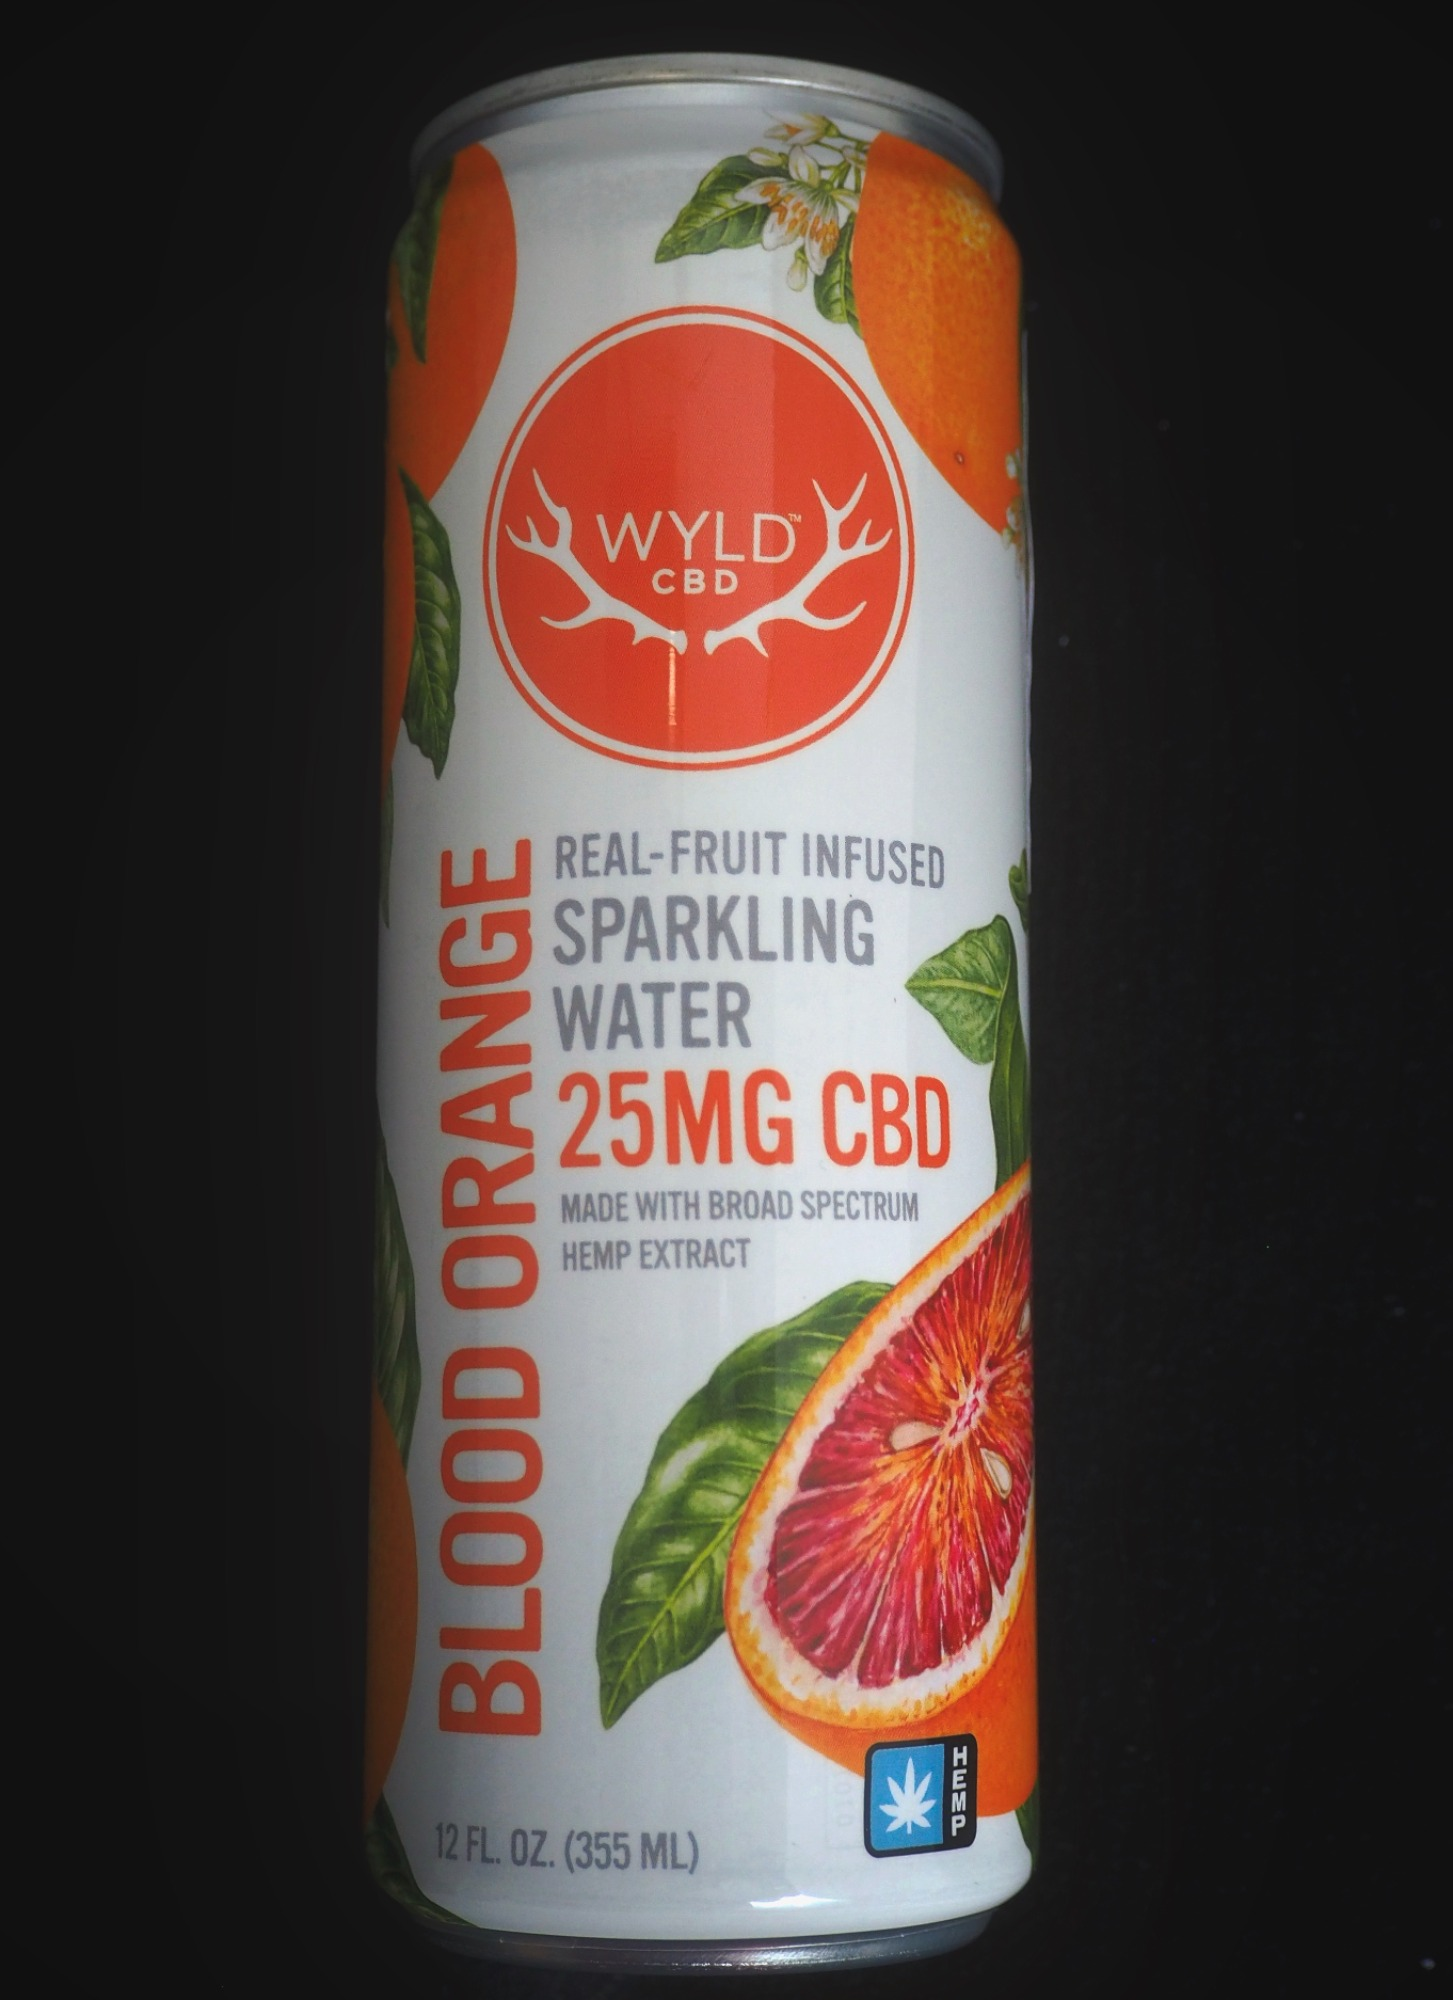 WYLD™
CBD
BLOOD ORANGE
REAL-FRUIT INFUSED
SPARKLING
WATER
25MG CBD
MADE WITH BROAD SPECTRUM
HEMP EXTRACT
HEMP
12 FL. OZ. (355 ML)